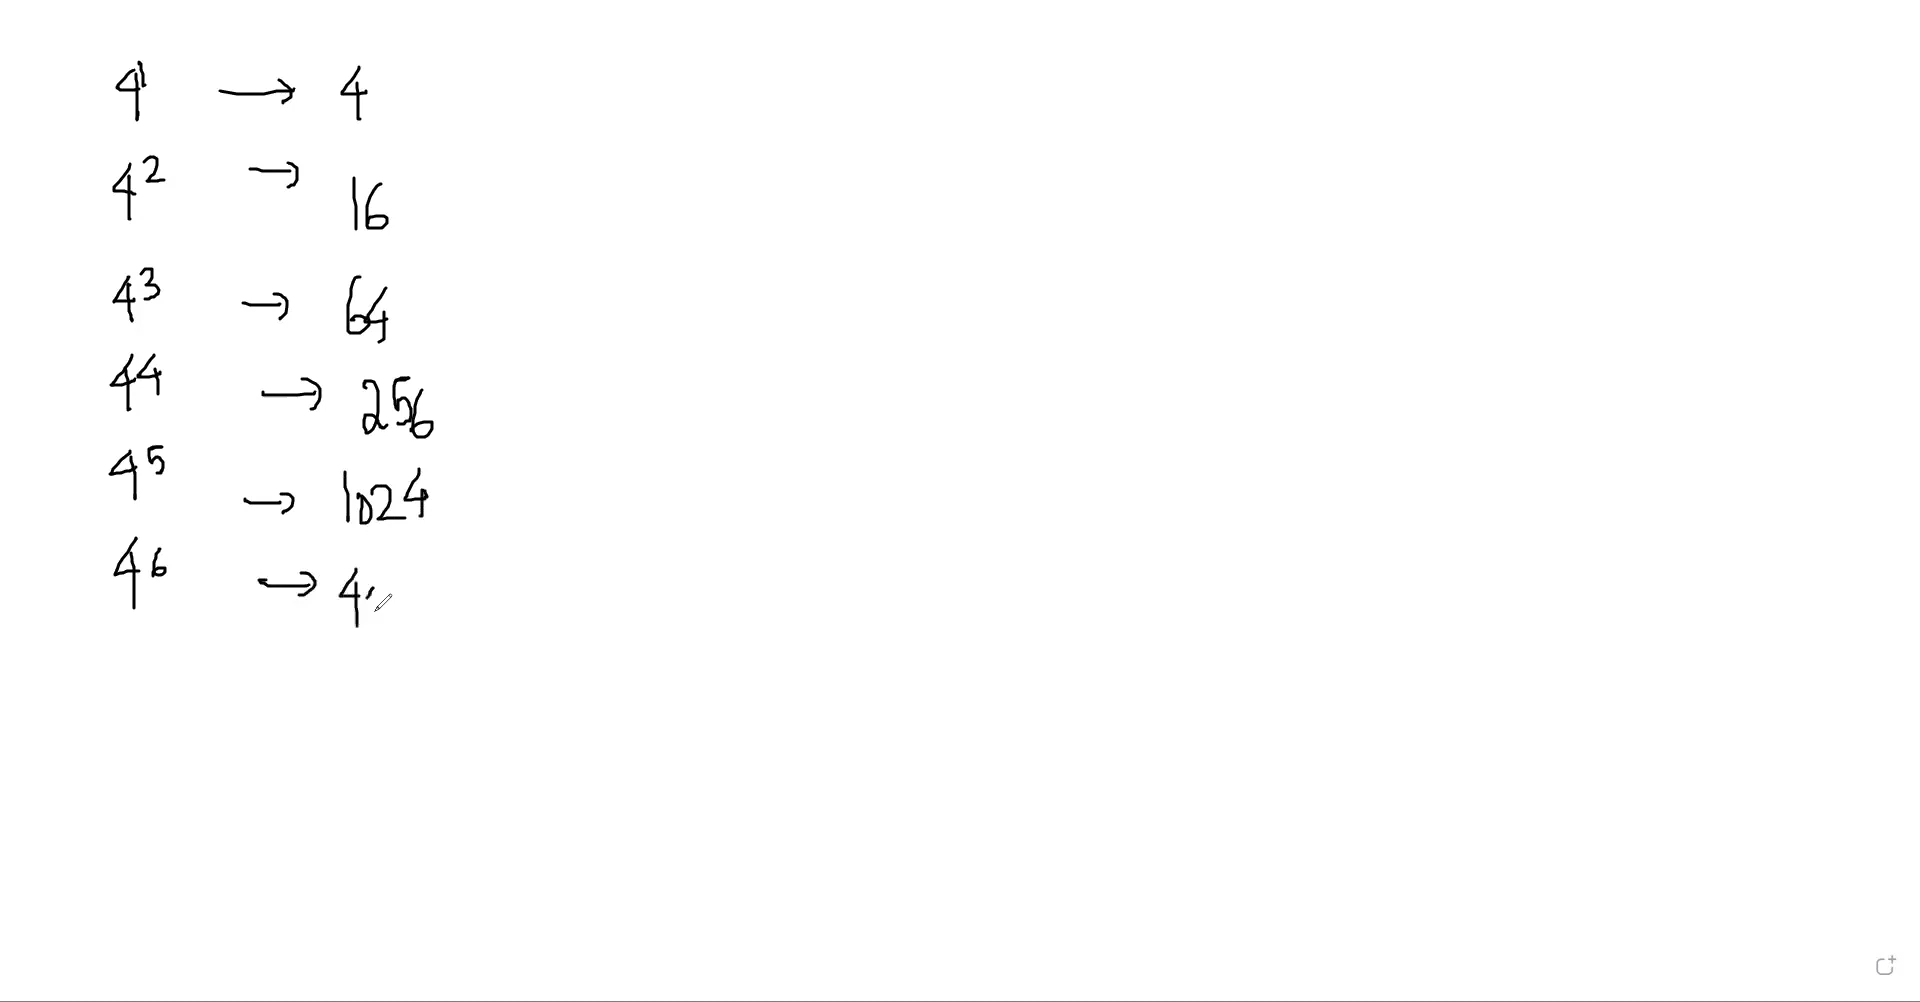 4¹ → 4
4² → 16
4³ → 64
4⁴ → 256
4⁵ → 1024
4⁶ → 4